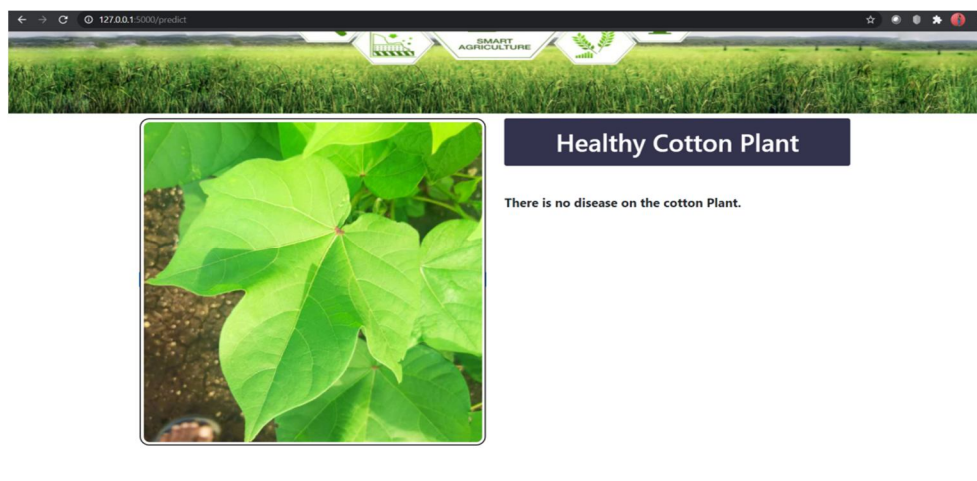 127.0.0.1:5000/predict
SMART
AGRICULTURE
Healthy Cotton Plant
There is no disease on the cotton Plant.